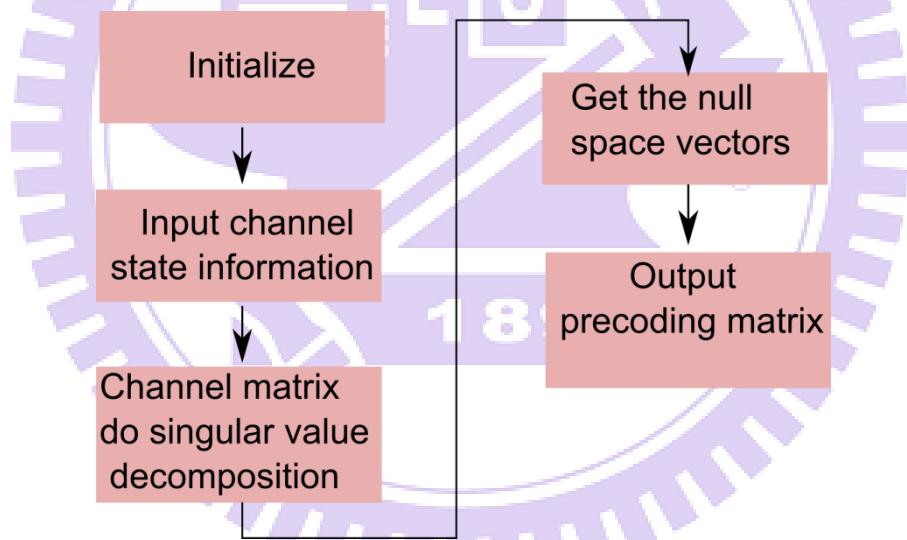 Initialize
Input channel
state information
Channel matrix
do singular value
decomposition
Get the null
space vectors
Output
precoding matrix